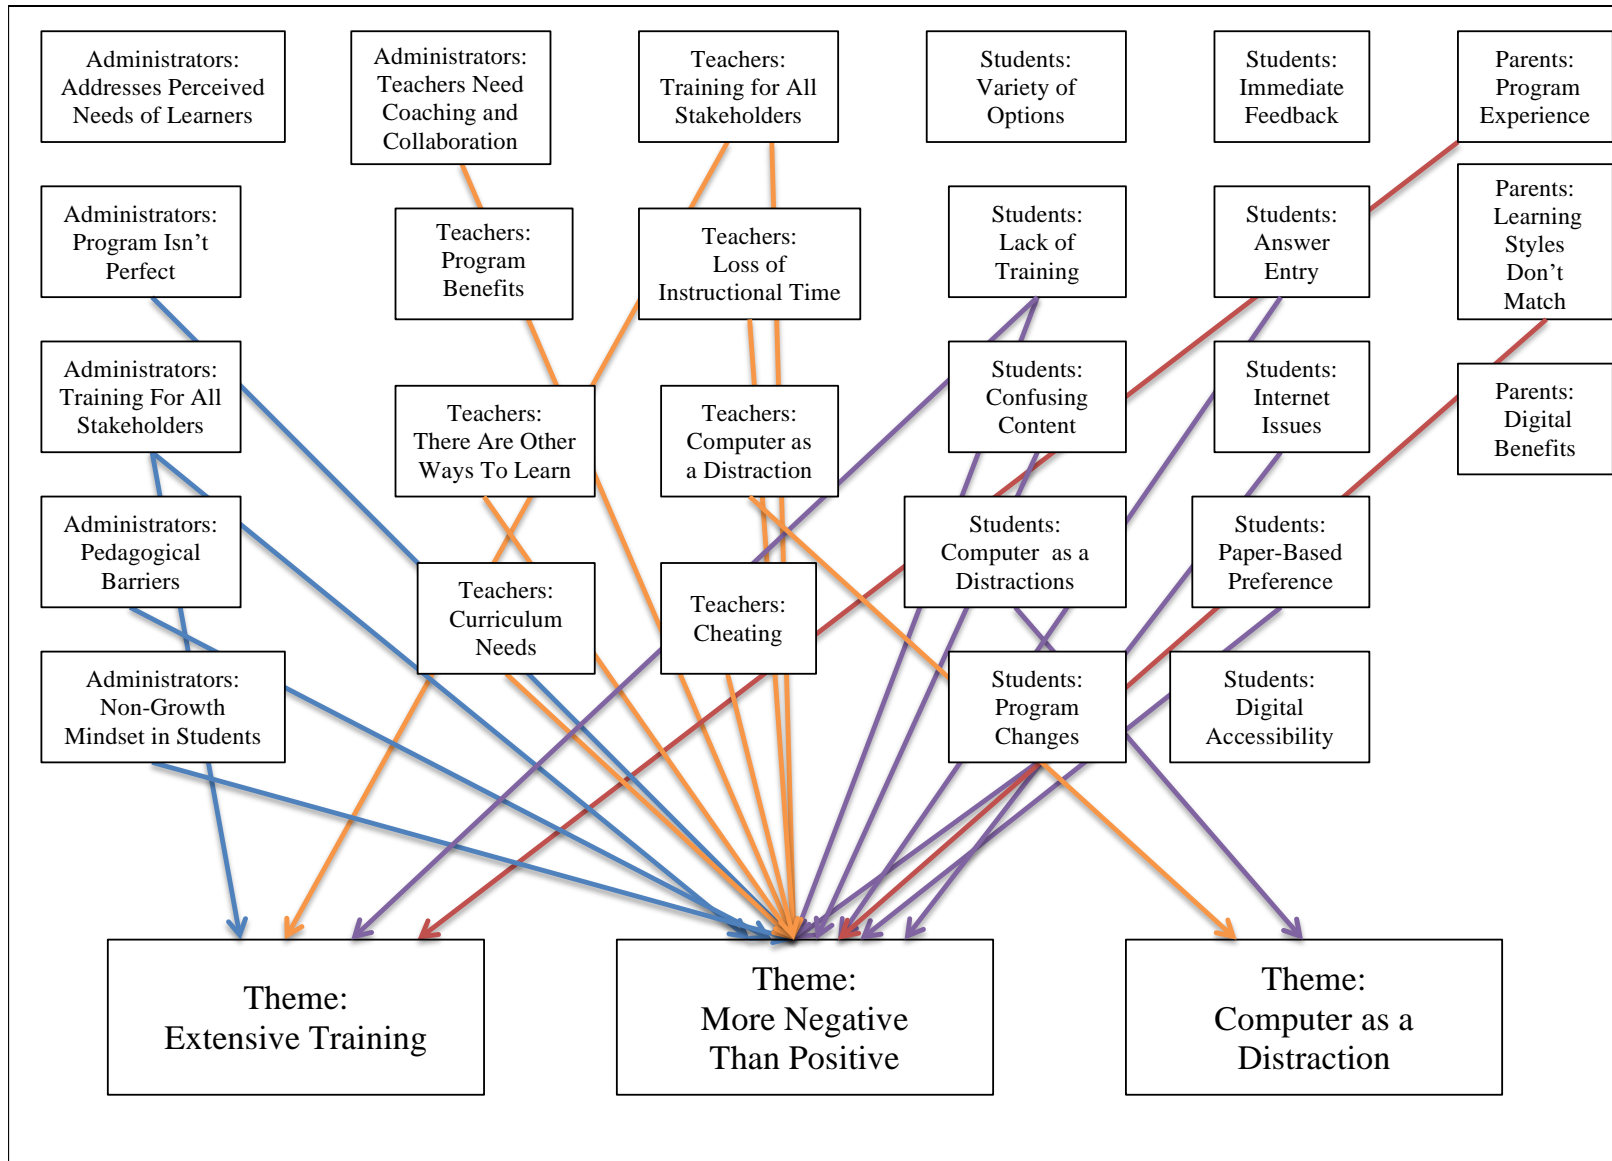 Administrators:
Addresses Perceived
Needs of Learners
Administrators:
Teachers Need
Coaching and
Collaboration
Teachers:
Training for All
Stakeholders
Students:
Variety of
Options
Students:
Immediate
Feedback
Parents:
Program
Experience
Administrators:
Program Isn’t
Perfect
Teachers:
Program
Benefits
Teachers:
Loss of
Instructional Time
Students:
Lack of
Training
Students:
Answer
Entry
Parents:
Learning
Styles
Don’t
Match
Administrators:
Training For All
Stakeholders
Teachers:
There Are Other
Ways To Learn
Teachers:
Computer as
a Distraction
Students:
Confusing
Content
Students:
Internet
Issues
Parents:
Digital
Benefits
Administrators:
Pedagogical
Barriers
Teachers:
Curriculum
Needs
Teachers:
Cheating
Students:
Computer as a
Distractions
Students:
Paper-Based
Preference
Administrators:
Non-Growth
Mindset in Students
Students:
Program
Changes
Students:
Digital
Accessibility
Theme:
Extensive Training
Theme:
More Negative
Than Positive
Theme:
Computer as a
Distraction